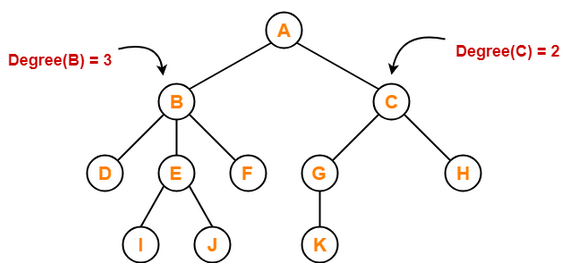 A
Degree(B) = 3
Degree(C) = 2
B
C
D
E
F
G
H
I
J
K